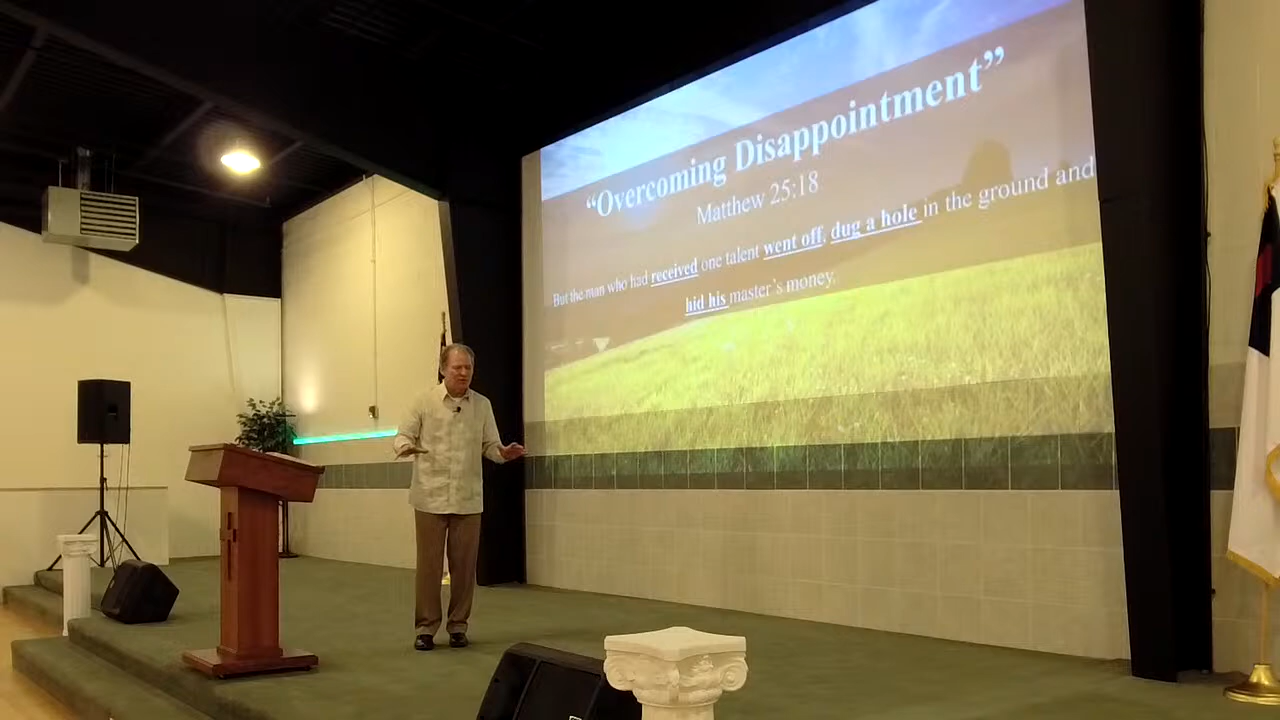 “Overcoming Disappointment”
Matthew 25:18
But the man who had received one talent went off, dug a hole in the ground and
hid his master’s money.